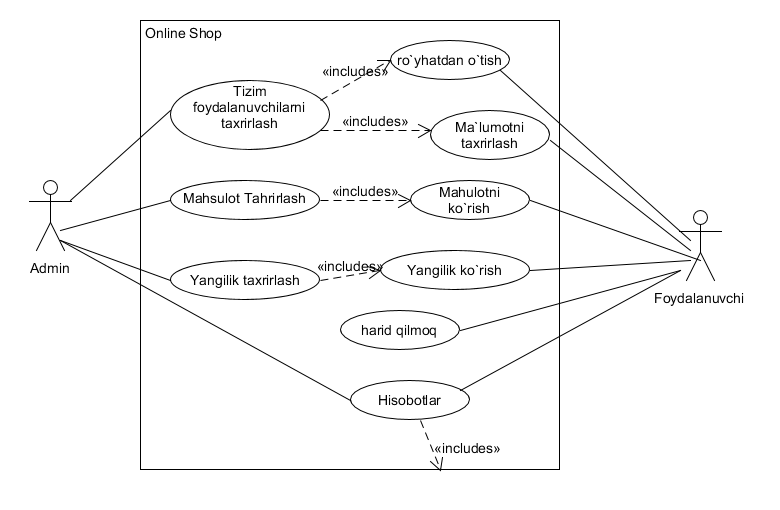 Online Shop
ro`yhatdan o`tish
«includes»
Tizim
foydalanuvchilarni
taxrirlash
«includes»
Ma`lumotni
taxrirlash
Mahsulot Tahrirlash
«includes»
Mahulotni
ko`rish
Admin
Yangilik taxrirlash
«includes»
Yangilik ko`rish
Foydalanuvchi
harid qilmoq
Hisobotlar
«includes»